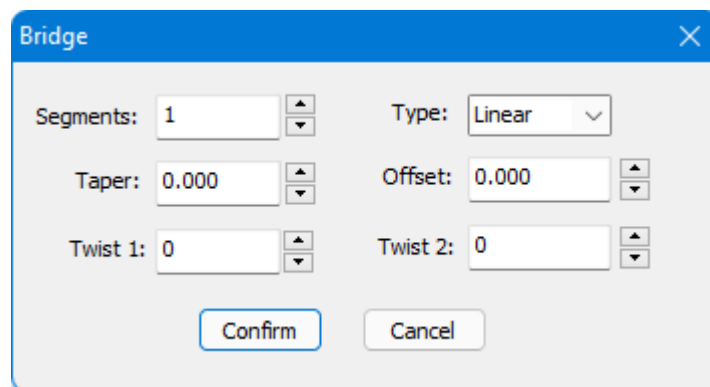 Bridge
Segments: 1 Type: Linear
Taper: 0.000 Offset: 0.000
Twist 1: 0 Twist 2: 0
Confirm Cancel